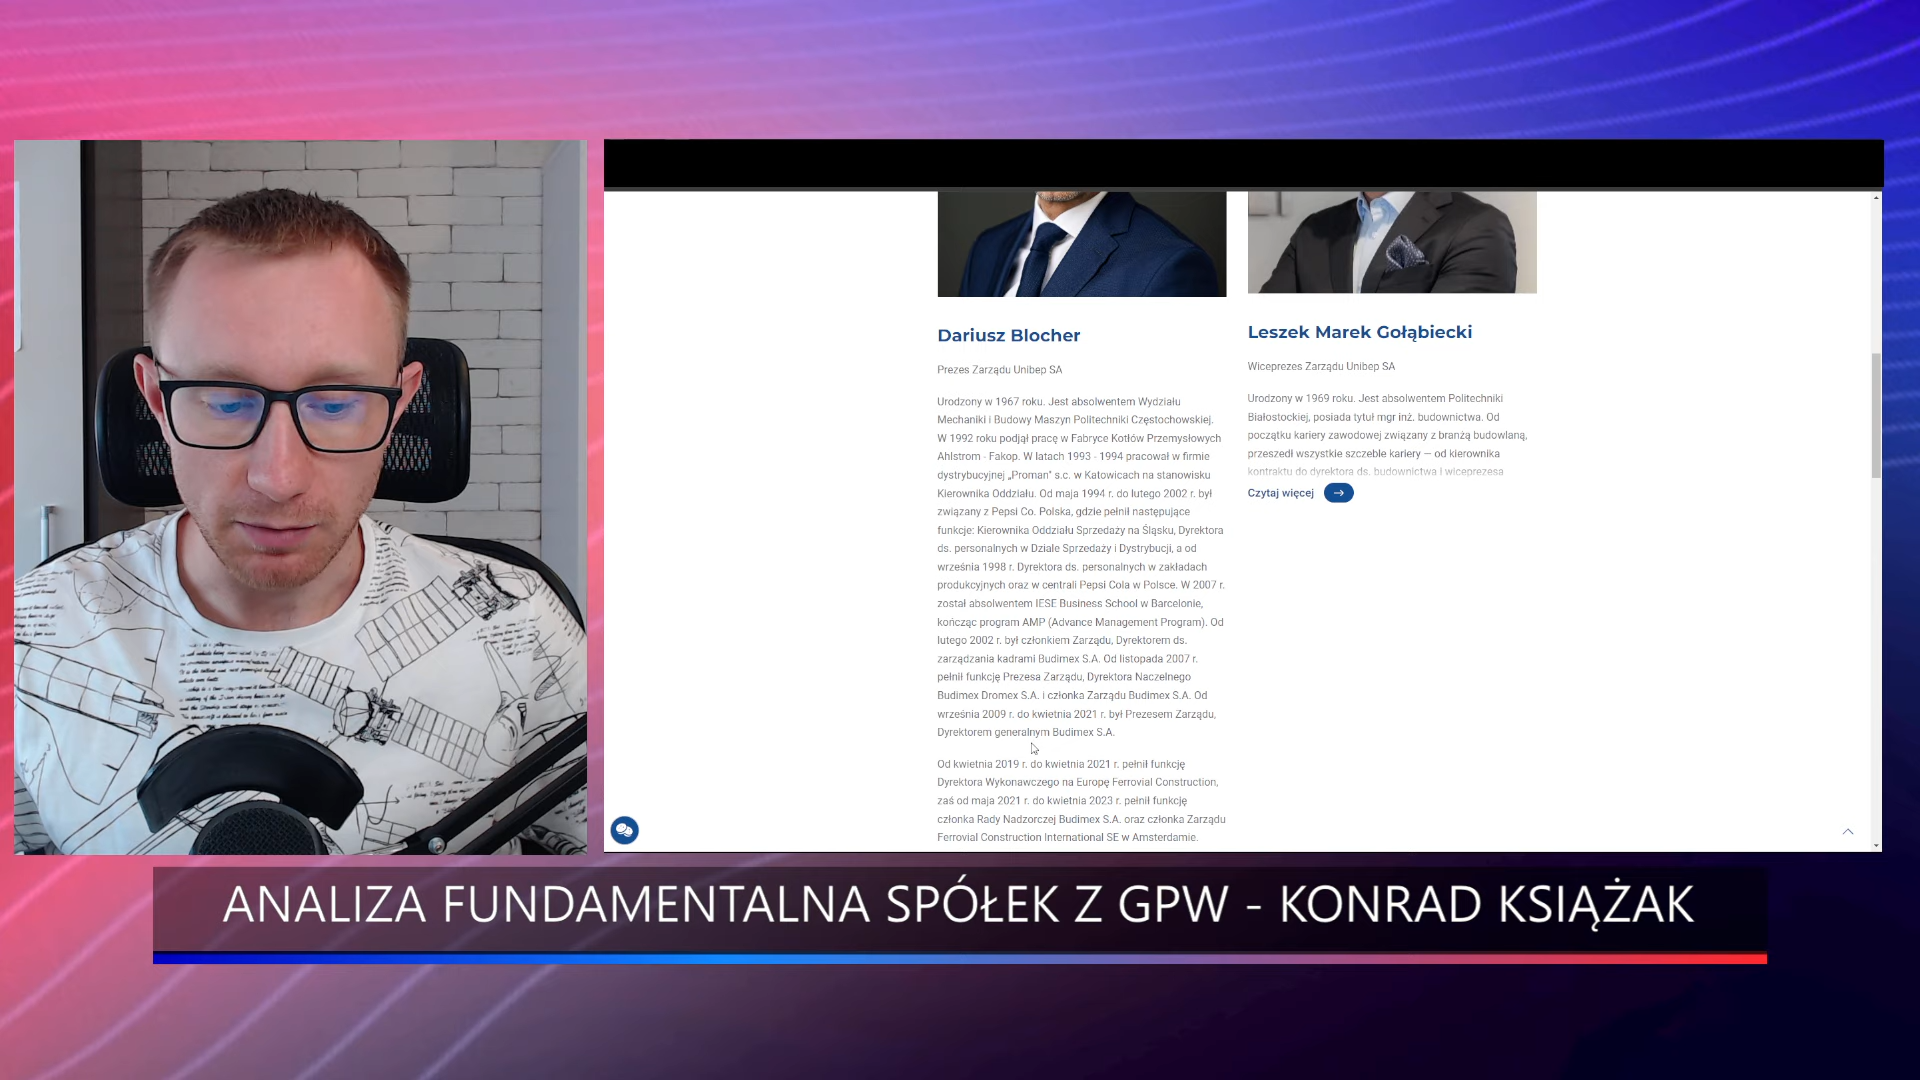 Dariusz Blocher
Prezes Zarządu Unibep SA
Urodzony w 1967 roku. Jest absolwentem Wydziału
Mechaniki i Budowy Maszyn Politechniki Częstochowskiej.
W 1992 roku podjął pracę w Fabryce Kotłów Przemysłowych
Ahlstrom - Fakop. W latach 1993 - 1994 pracował w firmie
dystrybucyjnej „Proman" s.c. w Katowicach na stanowisku
Kierownika Oddziału. Od maja 1994 r. do lutego 2002 r. był
związany z Pepsi Co. Polska, gdzie pełnił następujące
funkcje: Kierownika Oddziału Sprzedaży na Śląsku, Dyrektora
ds. personalnych w Dziale Sprzedaży i Dystrybucji, a od
września 1998 r. Dyrektora ds. personalnych w zakładach
produkcyjnych oraz w centrali Pepsi Cola w Polsce. W 2007 r.
został absolwentem IESE Business School w Barcelonie,
kończąc program AMP (Advance Management Program). Od
lutego 2002 r. był członkiem Zarządu, Dyrektorem ds.
zarządzania kadrami Budimex S.A. Od listopada 2007 r.
pełnił funkcję Prezesa Zarządu, Dyrektora Naczelnego
Budimex Dromex S.A. i członka Zarządu Budimex S.A. Od
września 2009 r. do kwietnia 2021 r. był Prezesem Zarządu,
Dyrektorem generalnym Budimex S.A.
Od kwietnia 2019 r. do kwietnia 2021 r. pełnił funkcję
Dyrektora Wykonawczego na Europę Ferrovial Construction,
zaś od maja 2021 r. do kwietnia 2023 r. pełnił funkcję
członka Rady Nadzorczej Budimex S.A. oraz członka Zarządu
Ferrovial Construction International SE w Amsterdamie.
Leszek Marek Gołąbiecki
Wiceprezes Zarządu Unibep SA
Urodzony w 1969 roku. Jest absolwentem Politechniki
Białostockiej, posiada tytuł mgr inż. budownictwa. Od
początku kariery zawodowej związany z branżą budowlaną,
przeszedł wszystkie szczeble kariery — od kierownika
kontraktu do dyrektora ds. budownictwa i wiceprezesa
Czytaj więcej
ANALIZA FUNDAMENTALNA SPÓŁEK Z GPW - KONRAD KSIĄŻAK